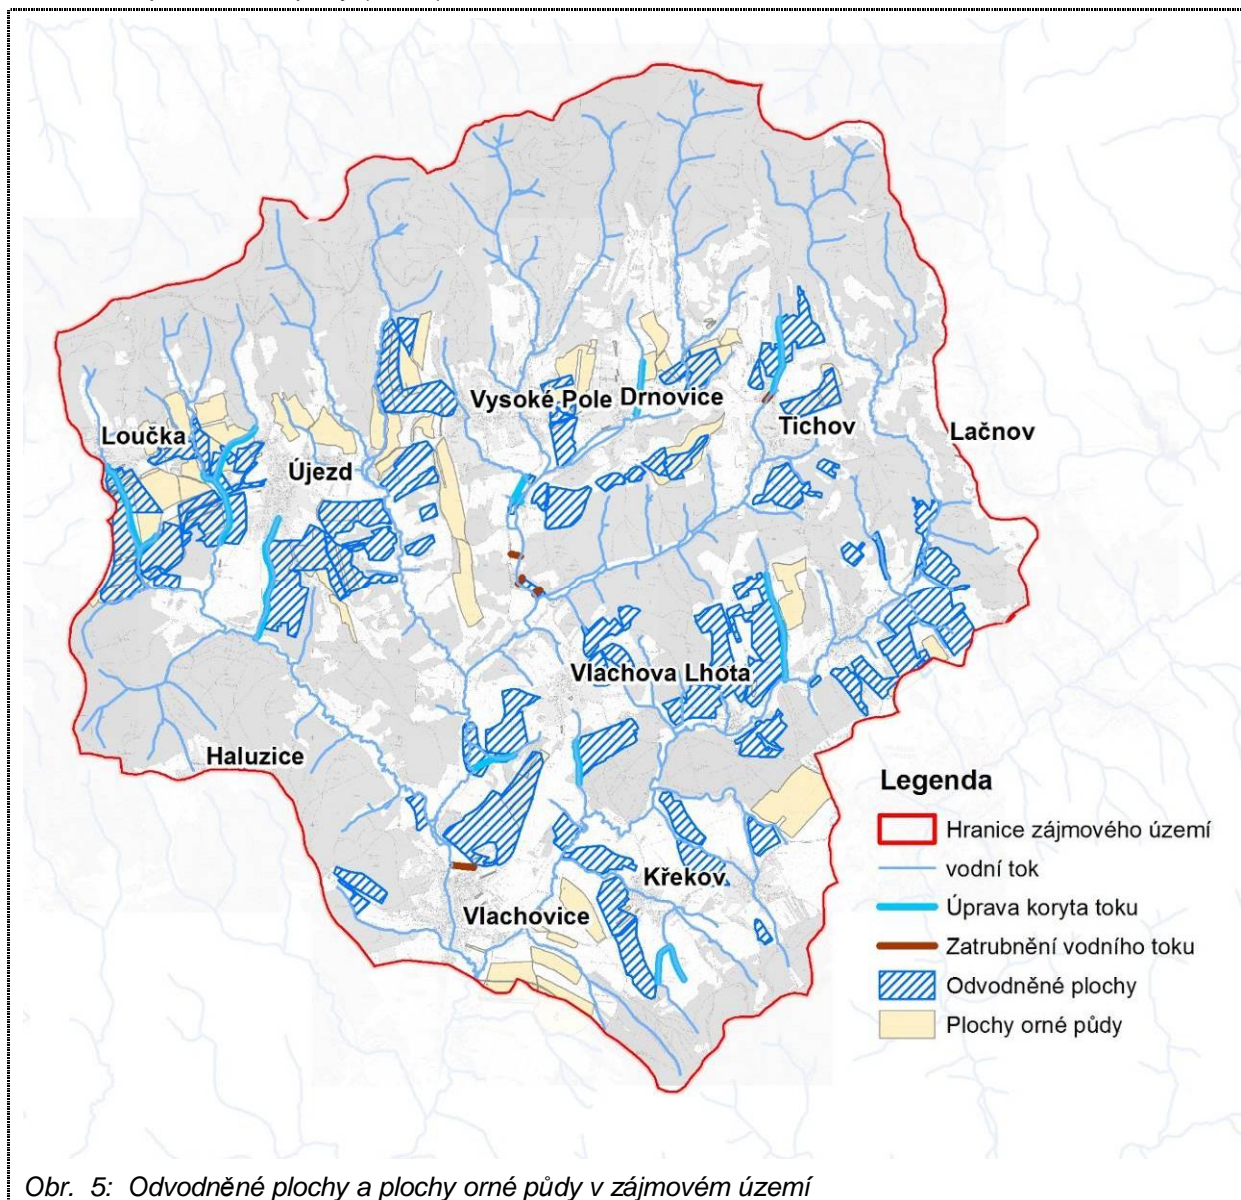 Vysoké Pole
Drnovice
Tichov
Lačnov
Loučka
Újezd
Vlachova Lhota
Haluzice
Křekov
Vlachovice
Legenda
Hranice zájmového území
vodní tok
Úprava koryta toku
Zatrubnění vodního toku
Odvodněné plochy
Plochy orné půdy
Obr. 5: Odvodněné plochy a plochy orné půdy v zájmovém území